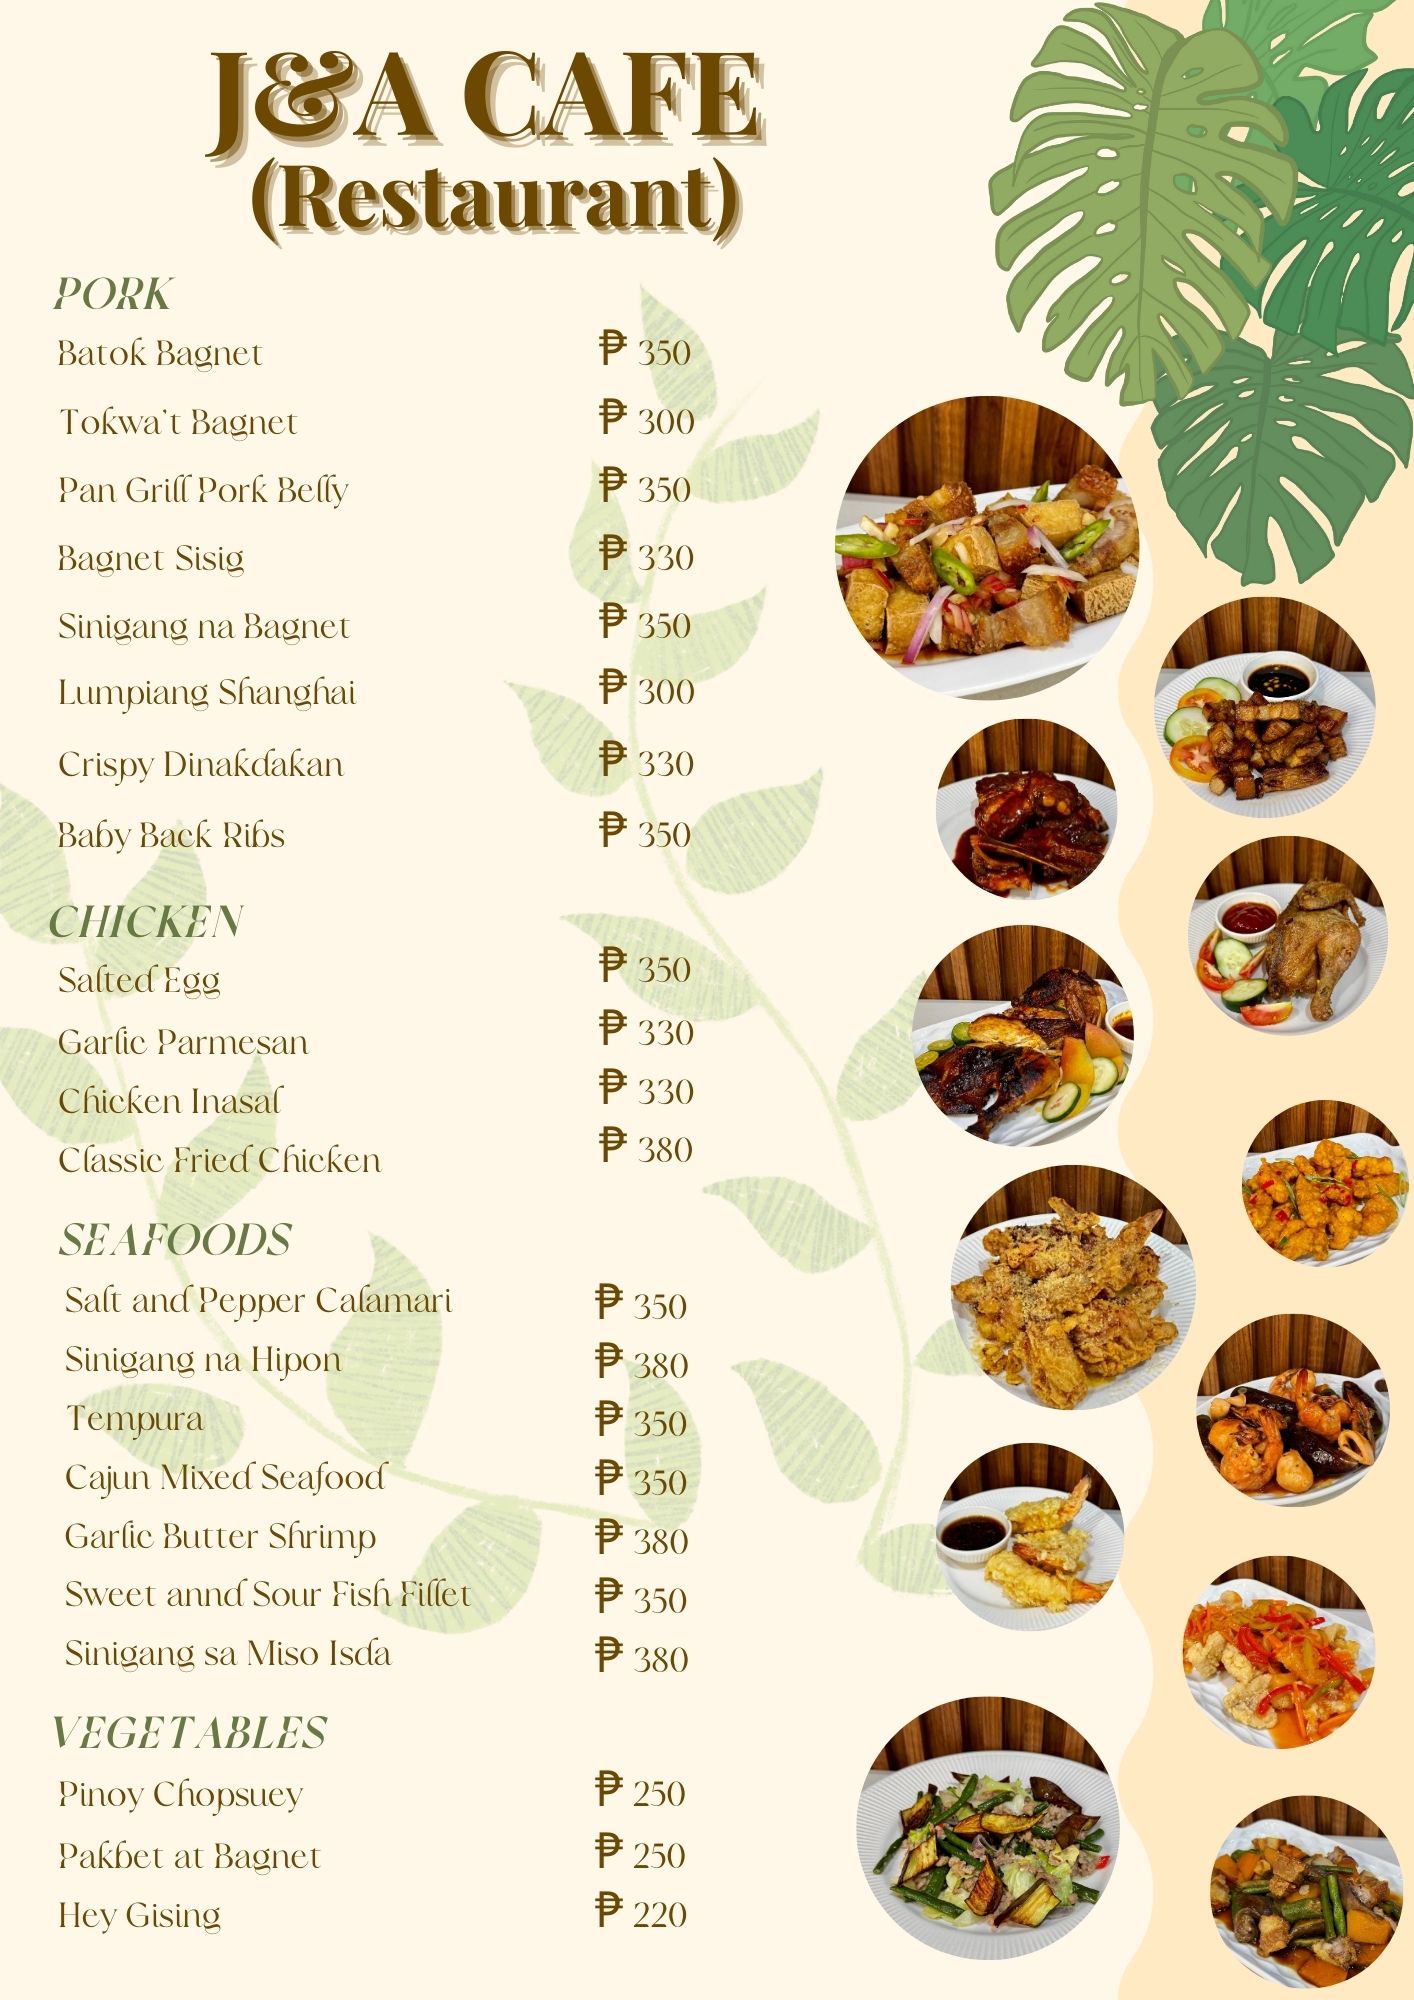 J&A CAFE
(Restaurant)
PORK
Batok Bagnet ₱ 350
Tokwa't Bagnet ₱ 300
Pan Grill Pork Belly ₱ 350
Bagnet Sisig ₱ 330
Sinigang na Bagnet ₱ 350
Lumpiang Shanghai ₱ 300
Crispy Dinakdakan ₱ 330
Baby Back Ribs ₱ 350
CHICKEN
Salted Egg ₱ 350
Garlic Parmesan ₱ 330
Chicken Inasal ₱ 330
Classic Fried Chicken ₱ 380
SEAFOODS
Salt and Pepper Calamari ₱ 350
Sinigang na Hipon ₱ 380
Tempura ₱ 350
Cajun Mixed Seafood ₱ 350
Garlic Butter Shrimp ₱ 380
Sweet annd Sour Fish Fillet ₱ 350
Sinigang sa Miso Isda ₱ 380
VEGETABLES
Pinoy Chopsuey ₱ 250
Pakbet at Bagnet ₱ 250
Hey Gising ₱ 220